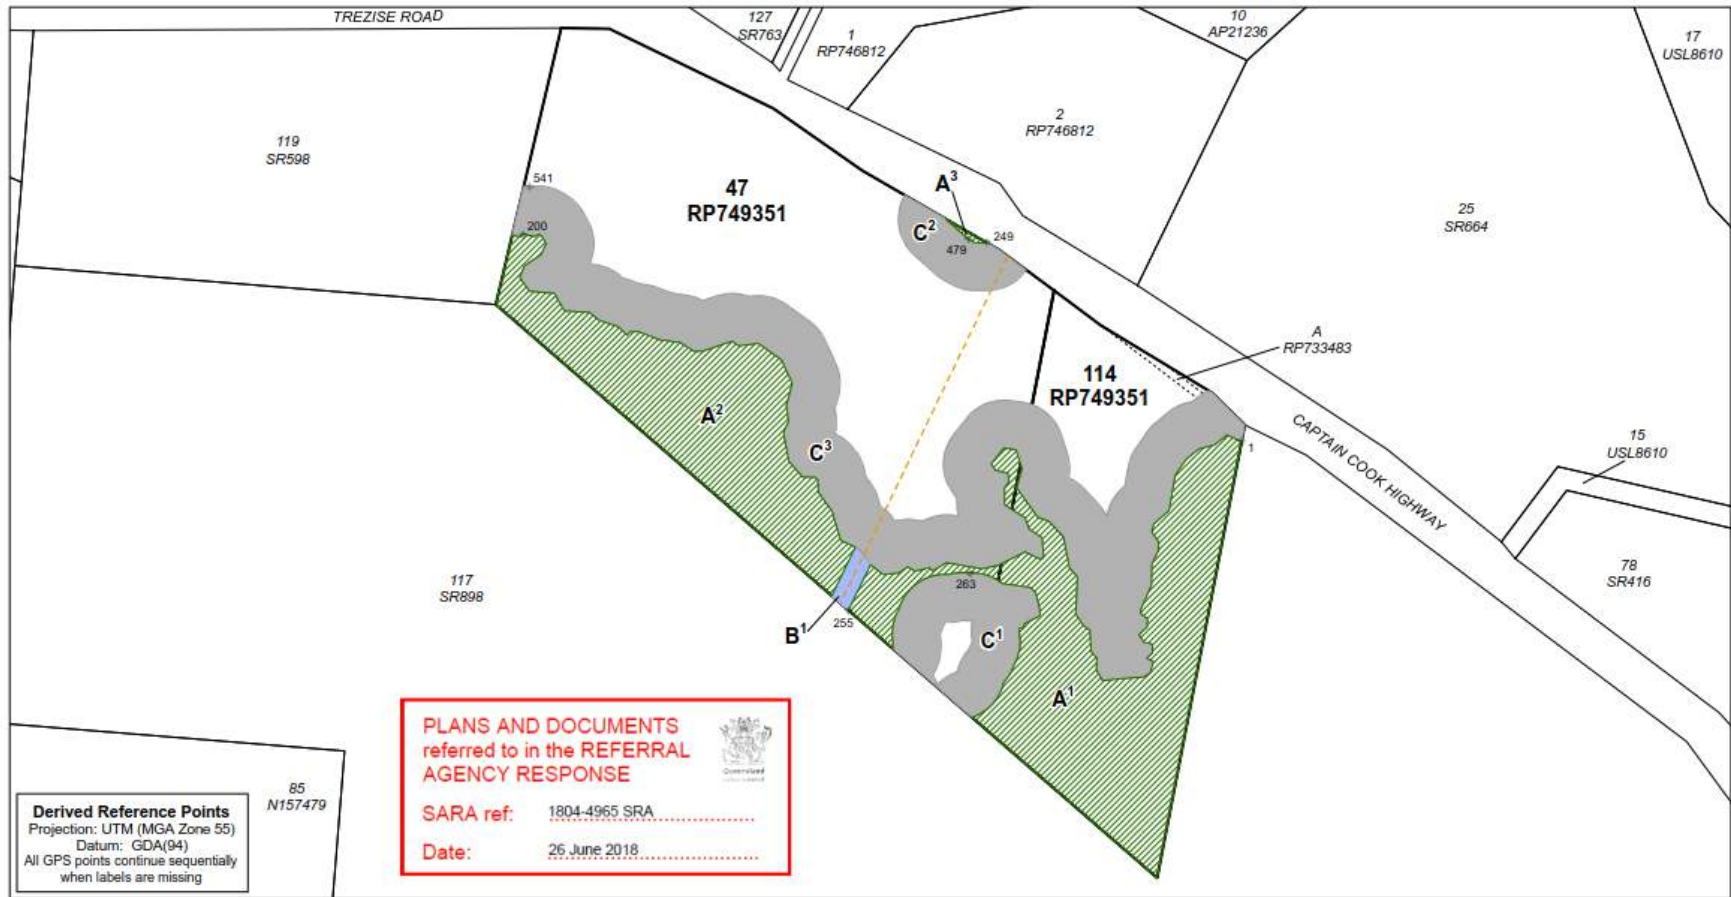 TREZISE ROAD
127
SR763
1
RP746812
10
AP21236
17
USL8610
2
RP746812
119
SR598
541
47
RP749351
A³
200
C²
479
249
25
SR664
A
RP733483
114
RP749351
A²
C³
CAPTAIN COOK HIGHWAY
1
15
USL8610
78
SR416
117
SR898
263
B¹
255
C¹
A¹
PLANS AND DOCUMENTS
referred to in the REFERRAL
AGENCY RESPONSE
Queensland
SARA ref: 1804-4965 SRA
Date: 26 June 2018
85
N157479
Derived Reference Points
Projection: UTM (MGA Zone 55)
Datum: GDA(94)
All GPS points continue sequentially
when labels are missing